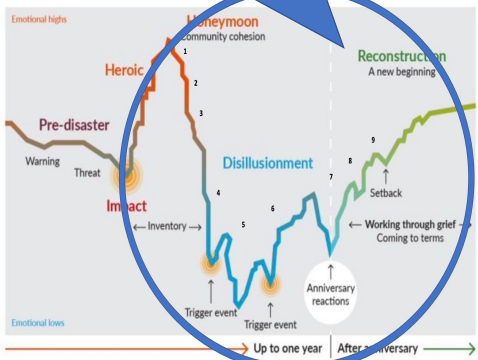 Emotional highs
Honeymoon
Community cohesion
1
Reconstruction
A new beginning
Heroic
2
3
Pre-disaster
Warning
Threat
Disillusionment
9
8
7
Impact
4
Setback
6
5
Inventory
Working through grief
Coming to terms
Trigger event
Trigger event
Anniversary
reactions
Emotional lows
Up to one year
After anniversary